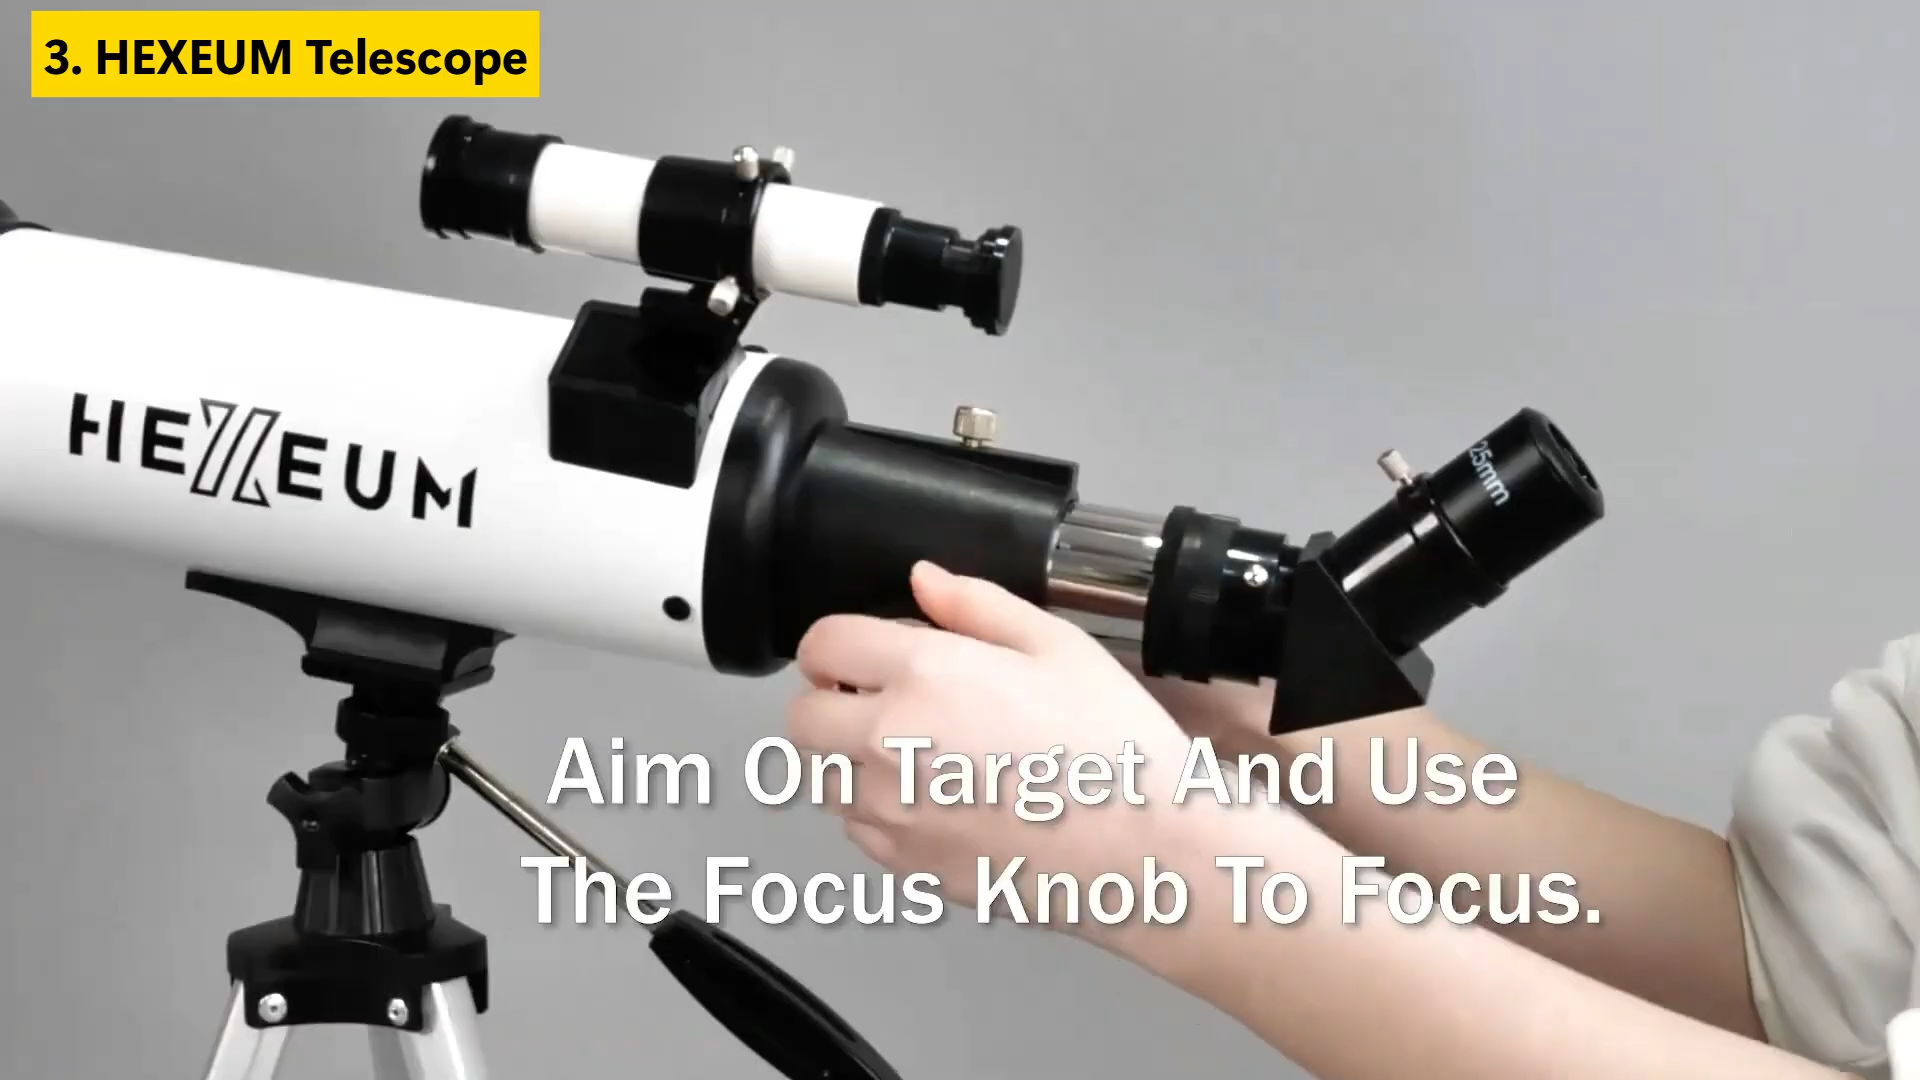 3. HEXEUM Telescope
HEXEUM
25mm
Aim On Target And Use
The Focus Knob To Focus.